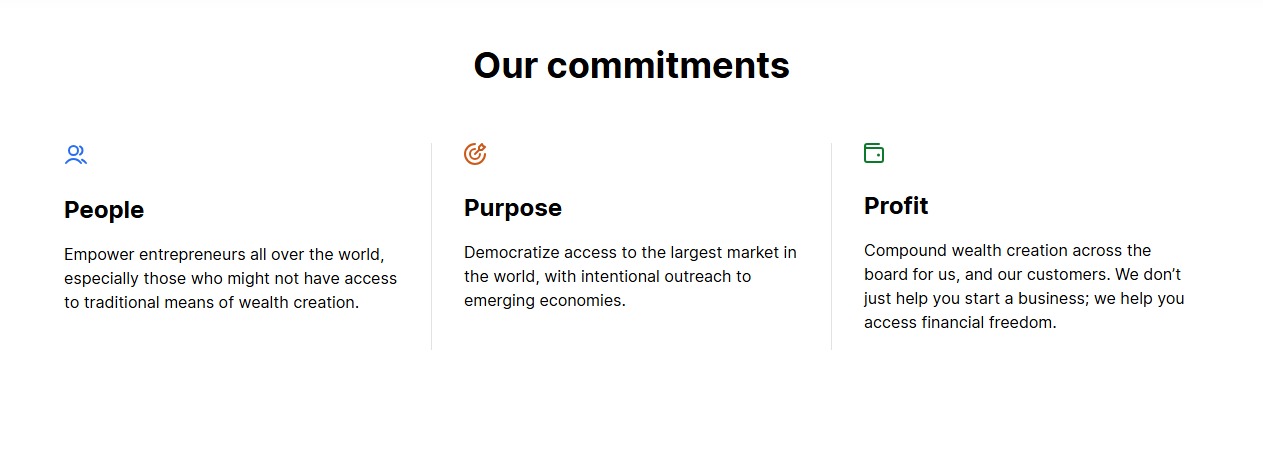 Our commitments
People
Empower entrepreneurs all over the world,
especially those who might not have access
to traditional means of wealth creation.
Purpose
Democratize access to the largest market in
the world, with intentional outreach to
emerging economies.
Profit
Compound wealth creation across the
board for us, and our customers. We don’t
just help you start a business; we help you
access financial freedom.